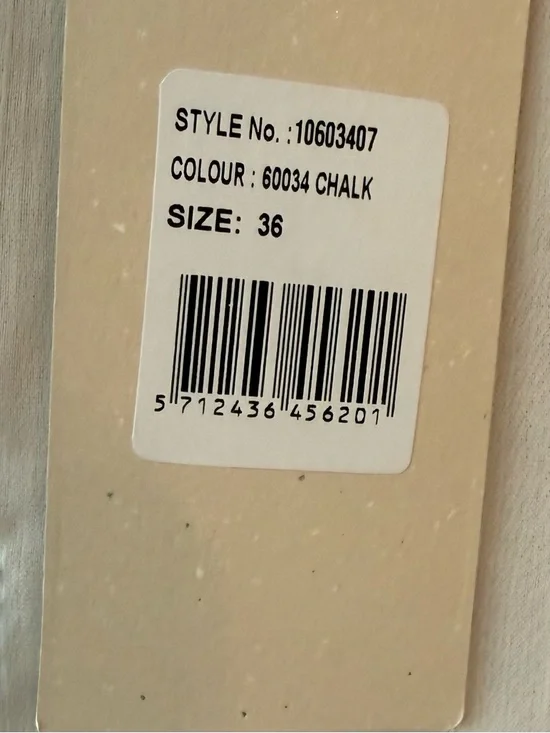 STYLE No. :10603407
COLOUR : 60034 CHALK
SIZE: 36
5 712436 456201